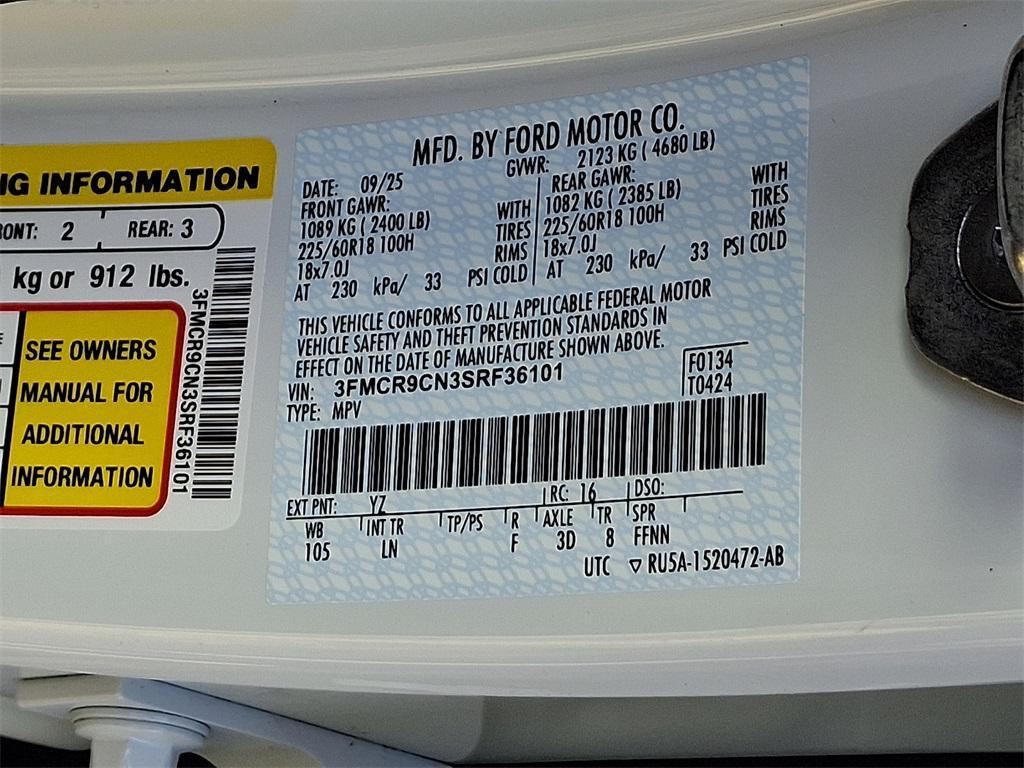 NG INFORMATION
FRONT: 2 REAR: 3
kg or 912 lbs.
SEE OWNERS
MANUAL FOR
ADDITIONAL
INFORMATION
3FMCR9CN3SRF36101
MFD. BY FORD MOTOR CO.
DATE: 09/25 GVWR: 2123 KG ( 4680 LB)
FRONT GAWR: REAR GAWR:
1089 KG ( 2400 LB) WITH 1082 KG ( 2385 LB) WITH
225/60R18 100H TIRES 225/60R18 100H TIRES
18x7.0J RIMS 18x7.0J RIMS
AT 230 kPa/ 33 PSI COLD AT 230 kPa/ 33 PSI COLD
THIS VEHICLE CONFORMS TO ALL APPLICABLE FEDERAL MOTOR
VEHICLE SAFETY AND THEFT PREVENTION STANDARDS IN
EFFECT ON THE DATE OF MANUFACTURE SHOWN ABOVE.
VIN: 3FMCR9CN3SRF36101 F0134
TYPE: MPV T0424
EXT PNT: YZ RC: 16 DSO:
WB INT TR TP/PS R AXLE TR SPR
105 LN F 3D 8 FFNN
UTC ▽ RU5A-1520472-AB